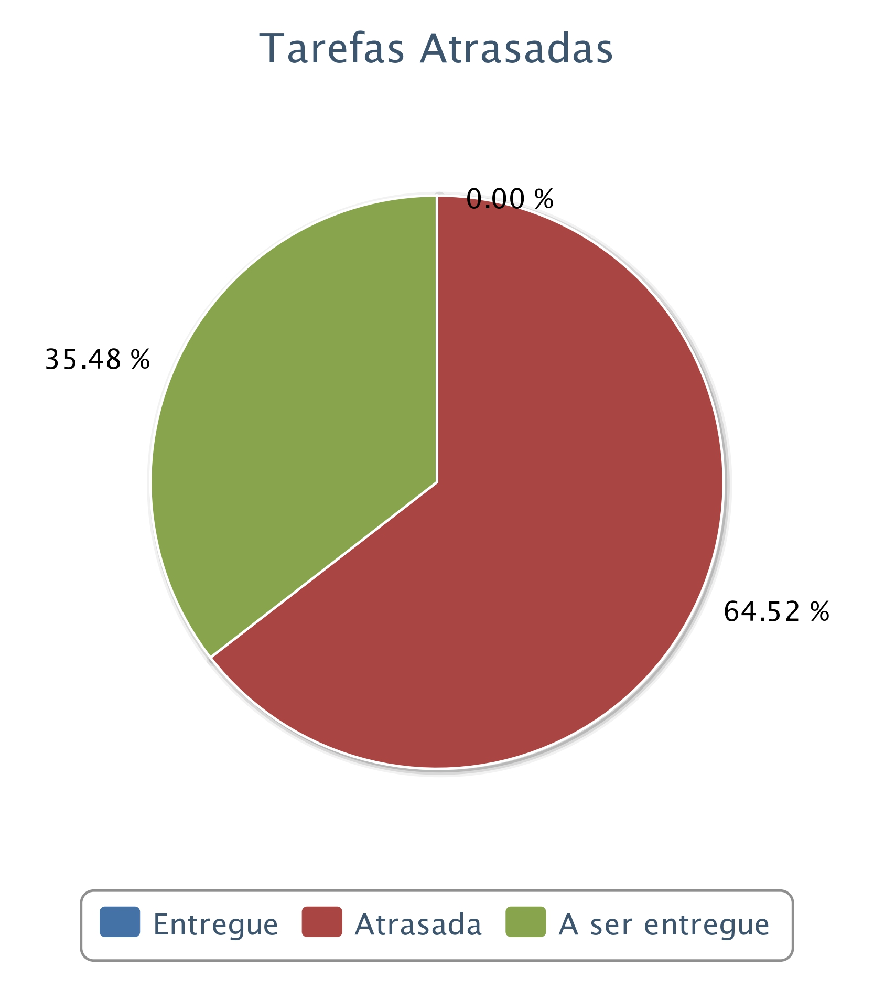 Tarefas Atrasadas
0.00 %
35.48 %
64.52 %
Entregue Atrasada A ser entregue